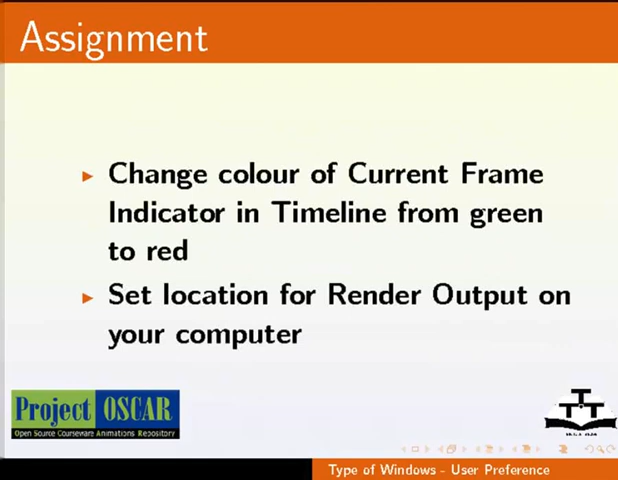 Assignment
Change colour of Current Frame
Indicator in Timeline from green
to red
Set location for Render Output on
your computer
Project OSCAR
Open Source Courseware Animations Repository
Type of Windows - User Preference